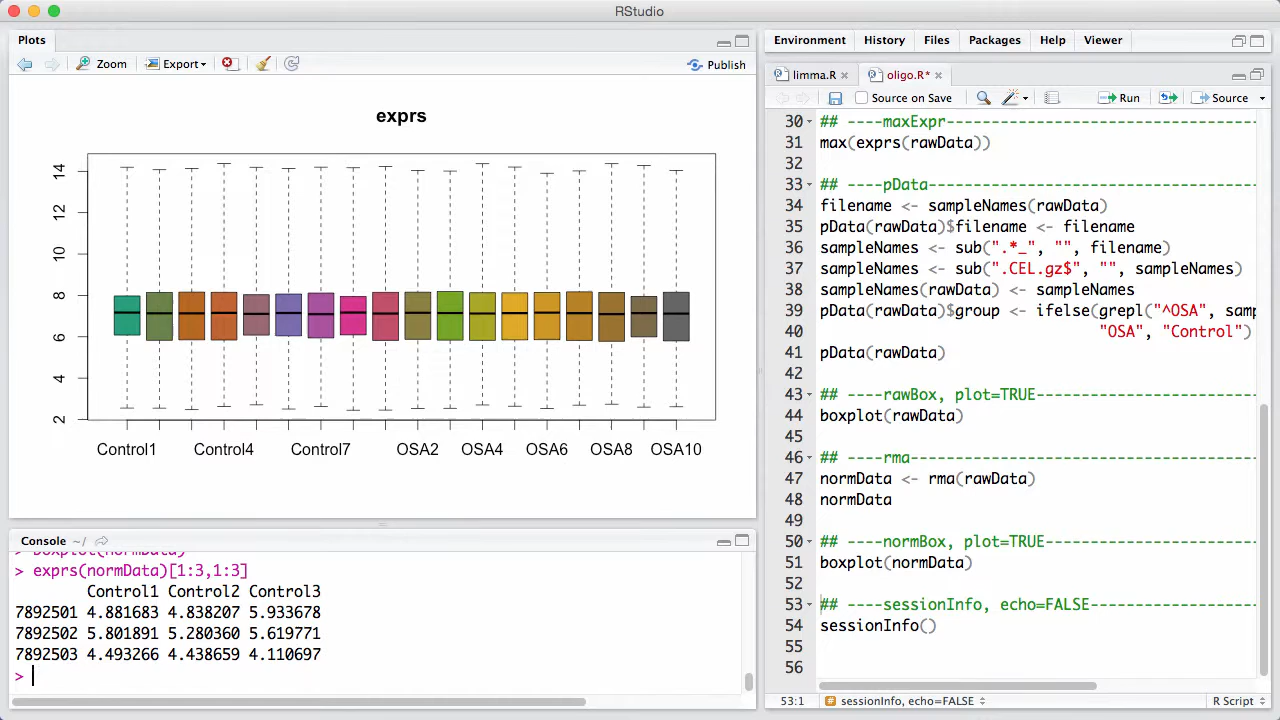 RStudio
Plots
Zoom Export Publish
exprs
14
12
10
8
6
4
2
Control1 Control4 Control7 OSA2 OSA4 OSA6 OSA8 OSA10
Console ~/
> boxplot(normData)
> exprs(normData)[1:3,1:3]
Control1 Control2 Control3
7892501 4.881683 4.838207 5.933678
7892502 5.801891 5.280360 5.619771
7892503 4.493266 4.438659 4.110697
>
Environment History Files Packages Help Viewer
limma.R oligo.R*
Source on Save Run Source
30 ## ----maxExpr----------------------------------
31 max(exprs(rawData))
32
33 ## ----pData------------------------------------
34 filename <- sampleNames(rawData)
35 pData(rawData)$filename <- filename
36 sampleNames <- sub(".*_", "", filename)
37 sampleNames <- sub(".CEL.gz$", "", sampleNames)
38 sampleNames(rawData) <- sampleNames
39 pData(rawData)$group <- ifelse(grepl("^OSA", samp
40 "OSA", "Control")
41 pData(rawData)
42
43 ## ----rawBox, plot=TRUE------------------------
44 boxplot(rawData)
45
46 ## ----rma--------------------------------------
47 normData <- rma(rawData)
48 normData
49
50 ## ----normBox, plot=TRUE-----------------------
51 boxplot(normData)
52
53 ## ----sessionInfo, echo=FALSE------------------
54 sessionInfo()
55
56
53:1 # sessionInfo, echo=FALSE R Script